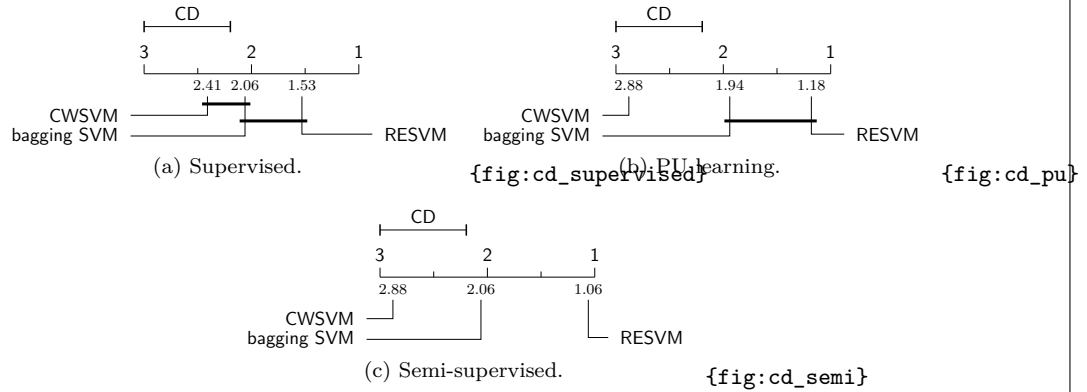 CD
3 2 1
2.41 2.06 1.53
CWSVM
bagging SVM RESVM
(a) Supervised.
{fig:cd_supervised}
CD
3 2 1
2.88 1.94 1.18
CWSVM
bagging SVM RESVM
(b) PU learning.
{fig:cd_pu}
CD
3 2 1
2.88 2.06 1.06
CWSVM
bagging SVM RESVM
(c) Semi-supervised.
{fig:cd_semi}